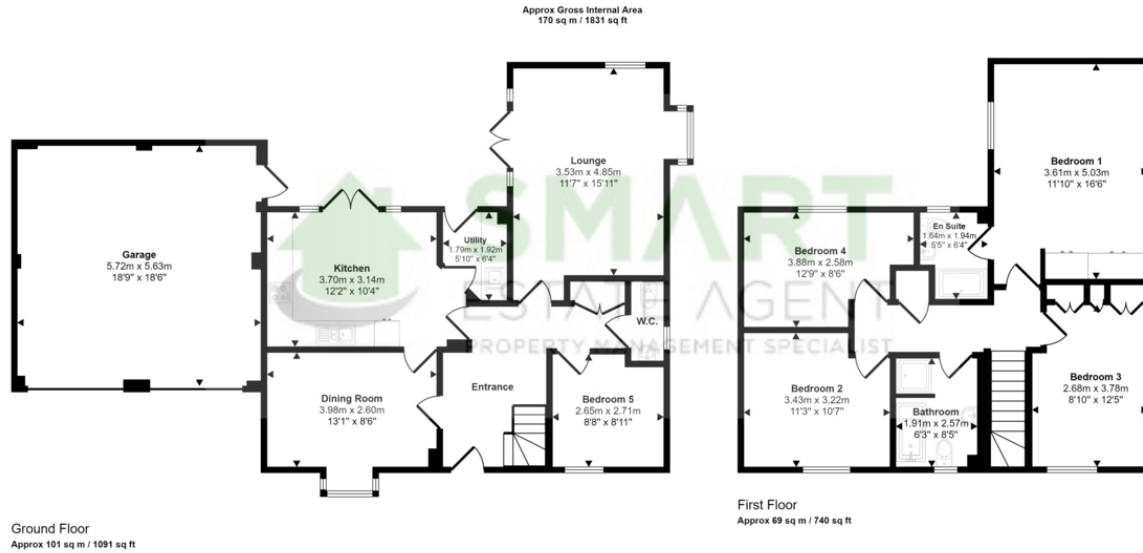 Approx Gross Internal Area
170 sq m / 1831 sq ft
Garage
5.72m x 5.63m
18'9" x 18'6"
Kitchen
3.70m x 3.14m
12'2" x 10'4"
Utility
1.79m x 1.92m
5'10" x 6'4"
Lounge
3.53m x 4.85m
11'7" x 15'11"
W.C.
Dining Room
3.98m x 2.60m
13'1" x 8'6"
Entrance
Bedroom 5
2.65m x 2.71m
8'8" x 8'11"
Ground Floor
Approx 101 sq m / 1091 sq ft
Bedroom 1
3.61m x 5.03m
11'10" x 16'6"
En Suite
1.64m x 1.94m
5'5" x 6'4"
Bedroom 4
3.88m x 2.58m
12'9" x 8'6"
Bedroom 2
3.43m x 3.22m
11'3" x 10'7"
Bathroom
1.91m x 2.57m
6'3" x 8'5"
Bedroom 3
2.68m x 3.78m
8'10" x 12'5"
First Floor
Approx 69 sq m / 740 sq ft
SMART
ESTATE AGENT
PROPERTY MANAGEMENT SPECIALIST